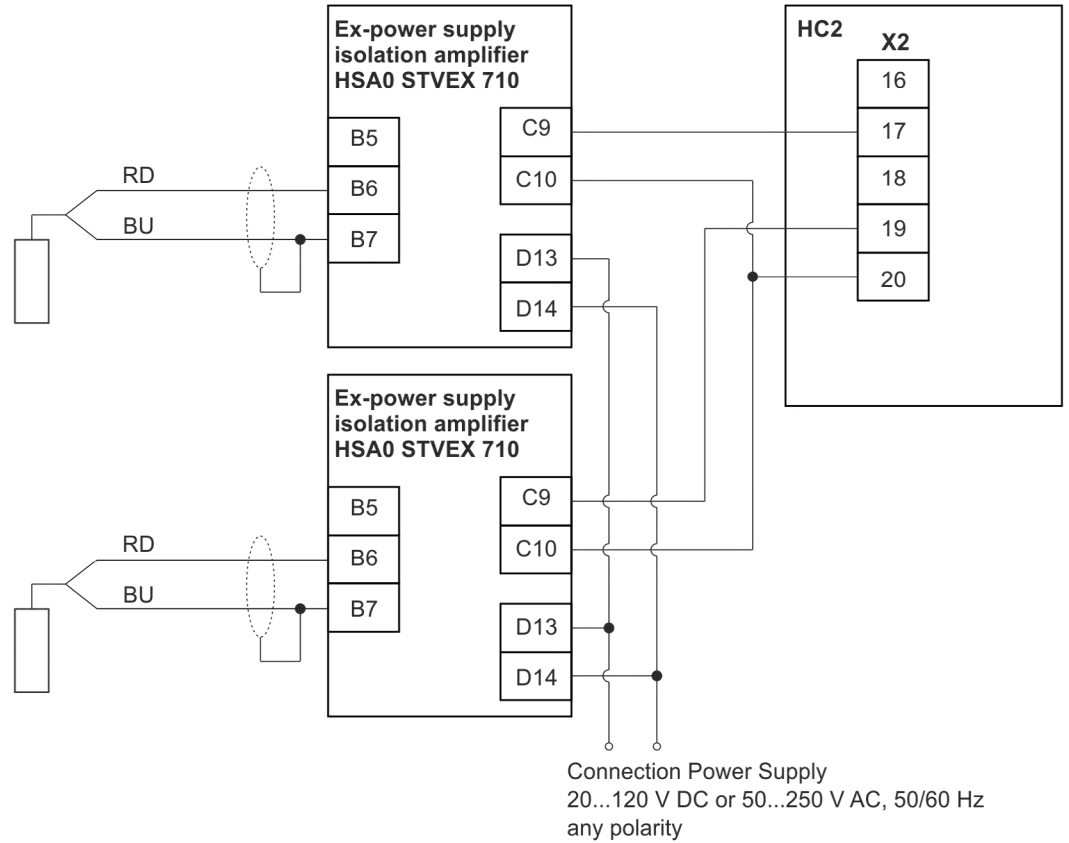 Ex-power supply
isolation amplifier
HSA0 STVEX 710
B5
B6
B7
C9
C10
D13
D14
RD
BU
HC2
X2
16
17
18
19
20
Ex-power supply
isolation amplifier
HSA0 STVEX 710
B5
B6
B7
C9
C10
D13
D14
RD
BU
Connection Power Supply
20...120 V DC or 50...250 V AC, 50/60 Hz
any polarity